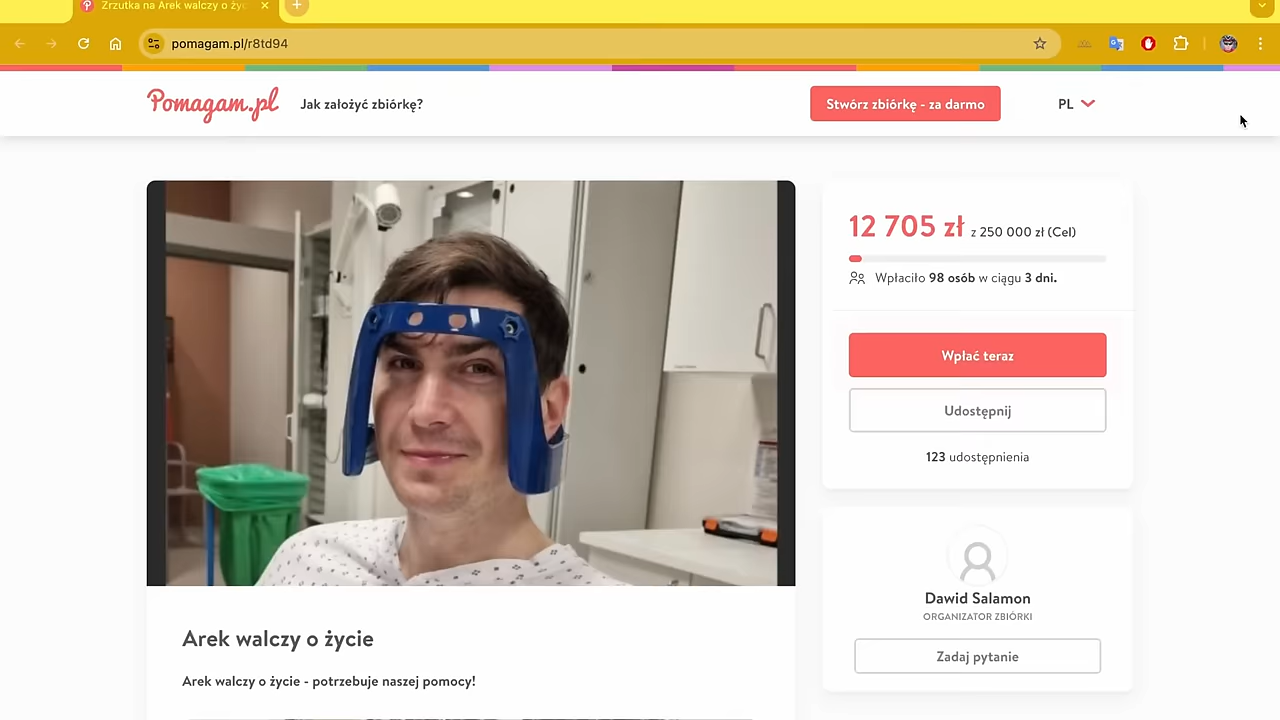 Zrzutka na Arek walczy o życ
pomagam.pl/r8td94
Pomagam.pl
Jak założyć zbiórkę?
Stwórz zbiórkę - za darmo
PL
12 705 zł z 250 000 zł (Cel)
Wpłaciło 98 osób w ciągu 3 dni.
Wpłać teraz
Udostępnij
123 udostępnienia
Dawid Salamon
ORGANIZATOR ZBIÓRKI
Zadaj pytanie
Arek walczy o życie
Arek walczy o życie - potrzebuje naszej pomocy!